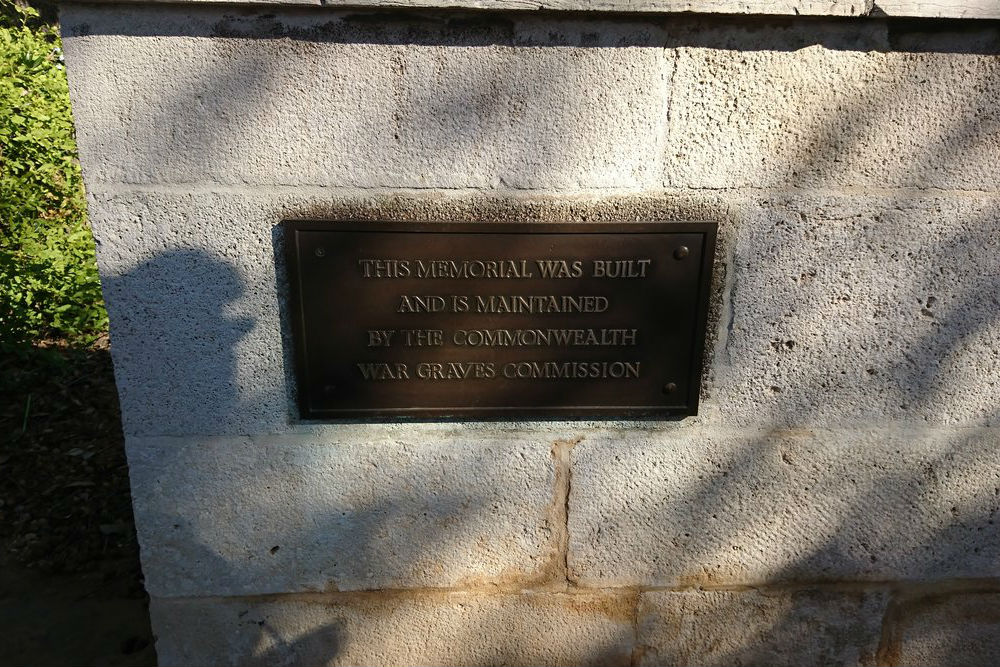 THIS MEMORIAL WAS BUILT
AND IS MAINTAINED
BY THE COMMONWEALTH
WAR GRAVES COMMISSION